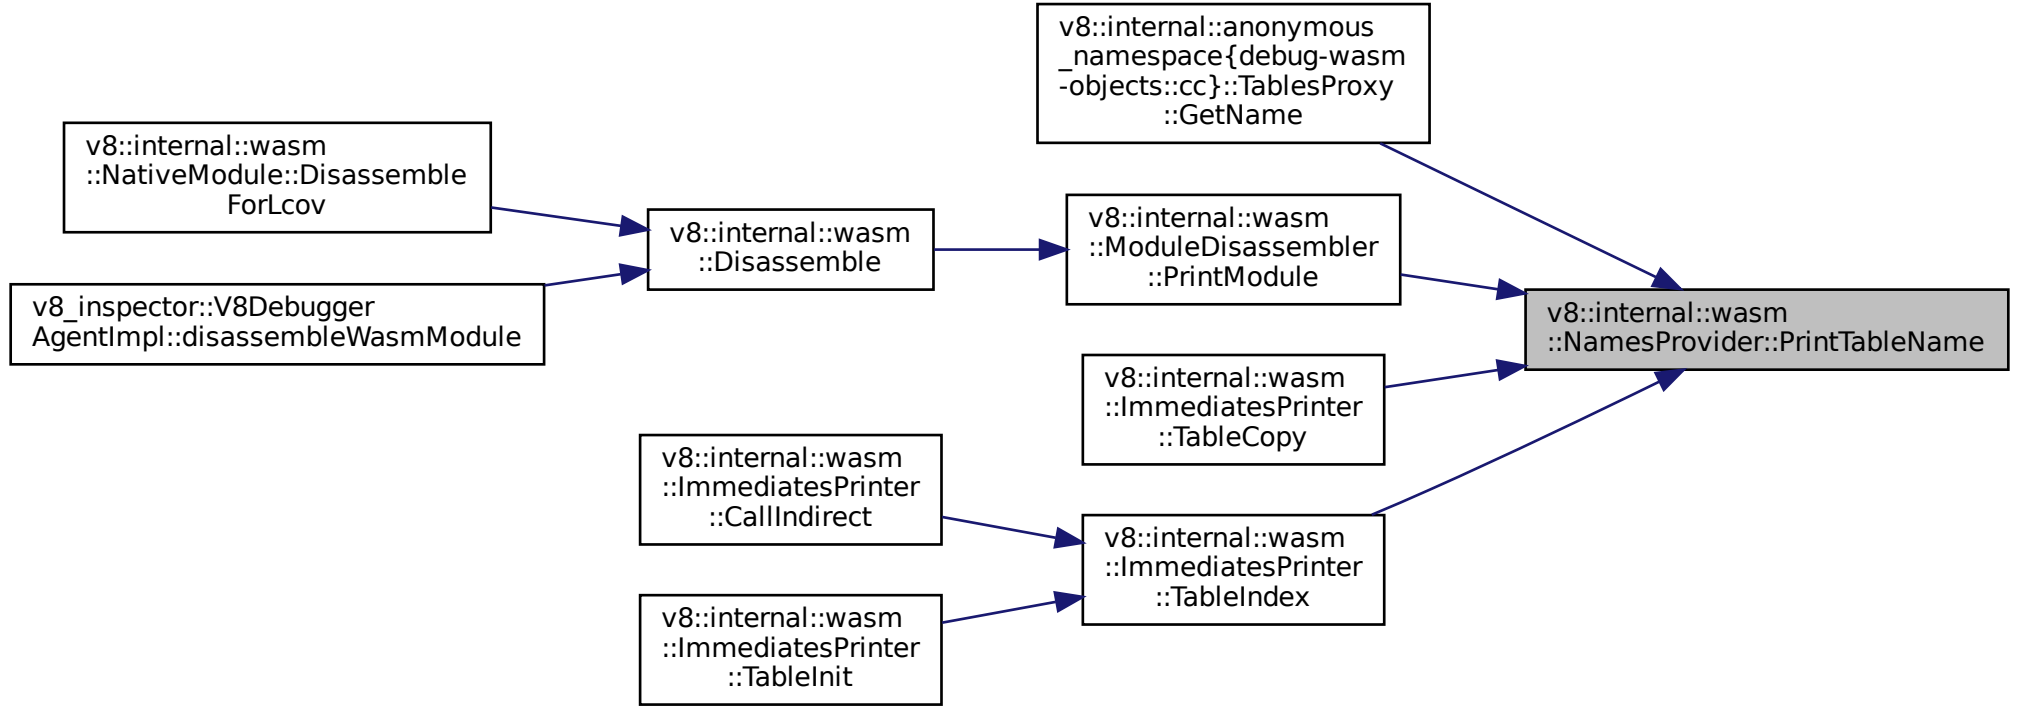 v8::internal::anonymous
_namespace{debug-wasm
-objects::cc}::TablesProxy
::GetName
v8::internal::wasm
::NativeModule::Disassemble
ForLcov
v8::internal::wasm
::Disassemble
v8::internal::wasm
::ModuleDisassembler
::PrintModule
v8_inspector::V8Debugger
AgentImpl::disassembleWasmModule
v8::internal::wasm
::NamesProvider::PrintTableName
v8::internal::wasm
::ImmediatesPrinter
::TableCopy
v8::internal::wasm
::ImmediatesPrinter
::CallIndirect
v8::internal::wasm
::ImmediatesPrinter
::TableIndex
v8::internal::wasm
::ImmediatesPrinter
::TableInit